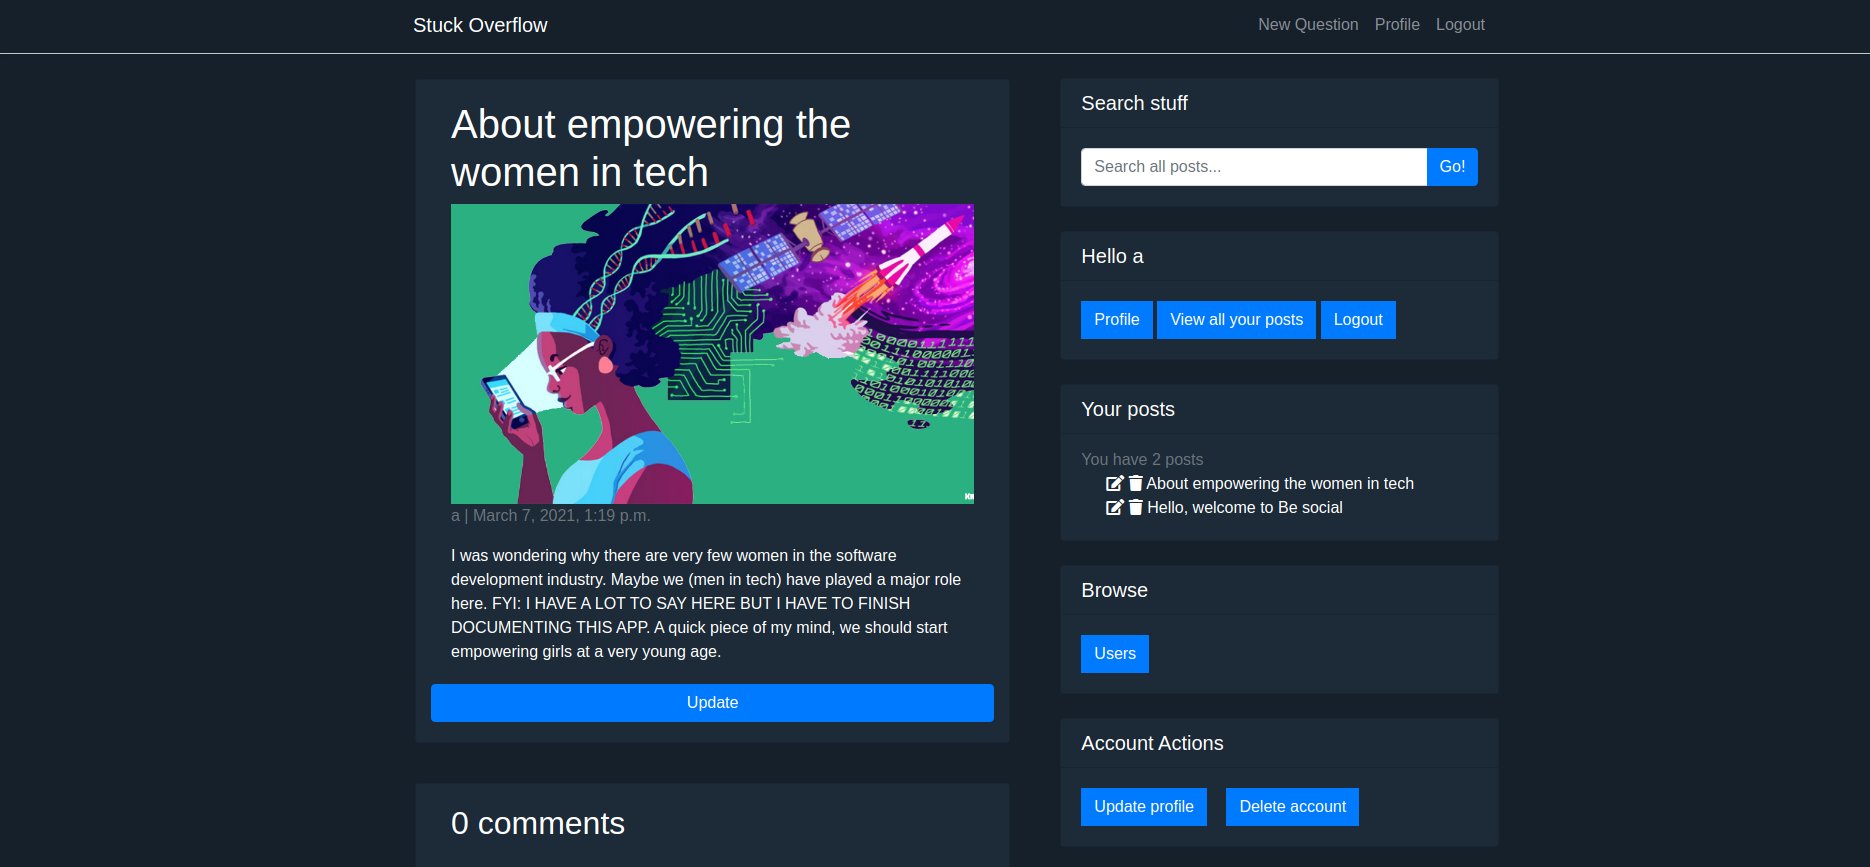 Stuck Overflow
New Question Profile Logout
About empowering the
women in tech
a | March 7, 2021, 1:19 p.m.
I was wondering why there are very few women in the software
development industry. Maybe we (men in tech) have played a major role
here. FYI: I HAVE A LOT TO SAY HERE BUT I HAVE TO FINISH
DOCUMENTING THIS APP. A quick piece of my mind, we should start
empowering girls at a very young age.
Update
0 comments
Search stuff
Search all posts...
Go!
Hello a
Profile
View all your posts
Logout
Your posts
You have 2 posts
About empowering the women in tech
Hello, welcome to Be social
Browse
Users
Account Actions
Update profile
Delete account